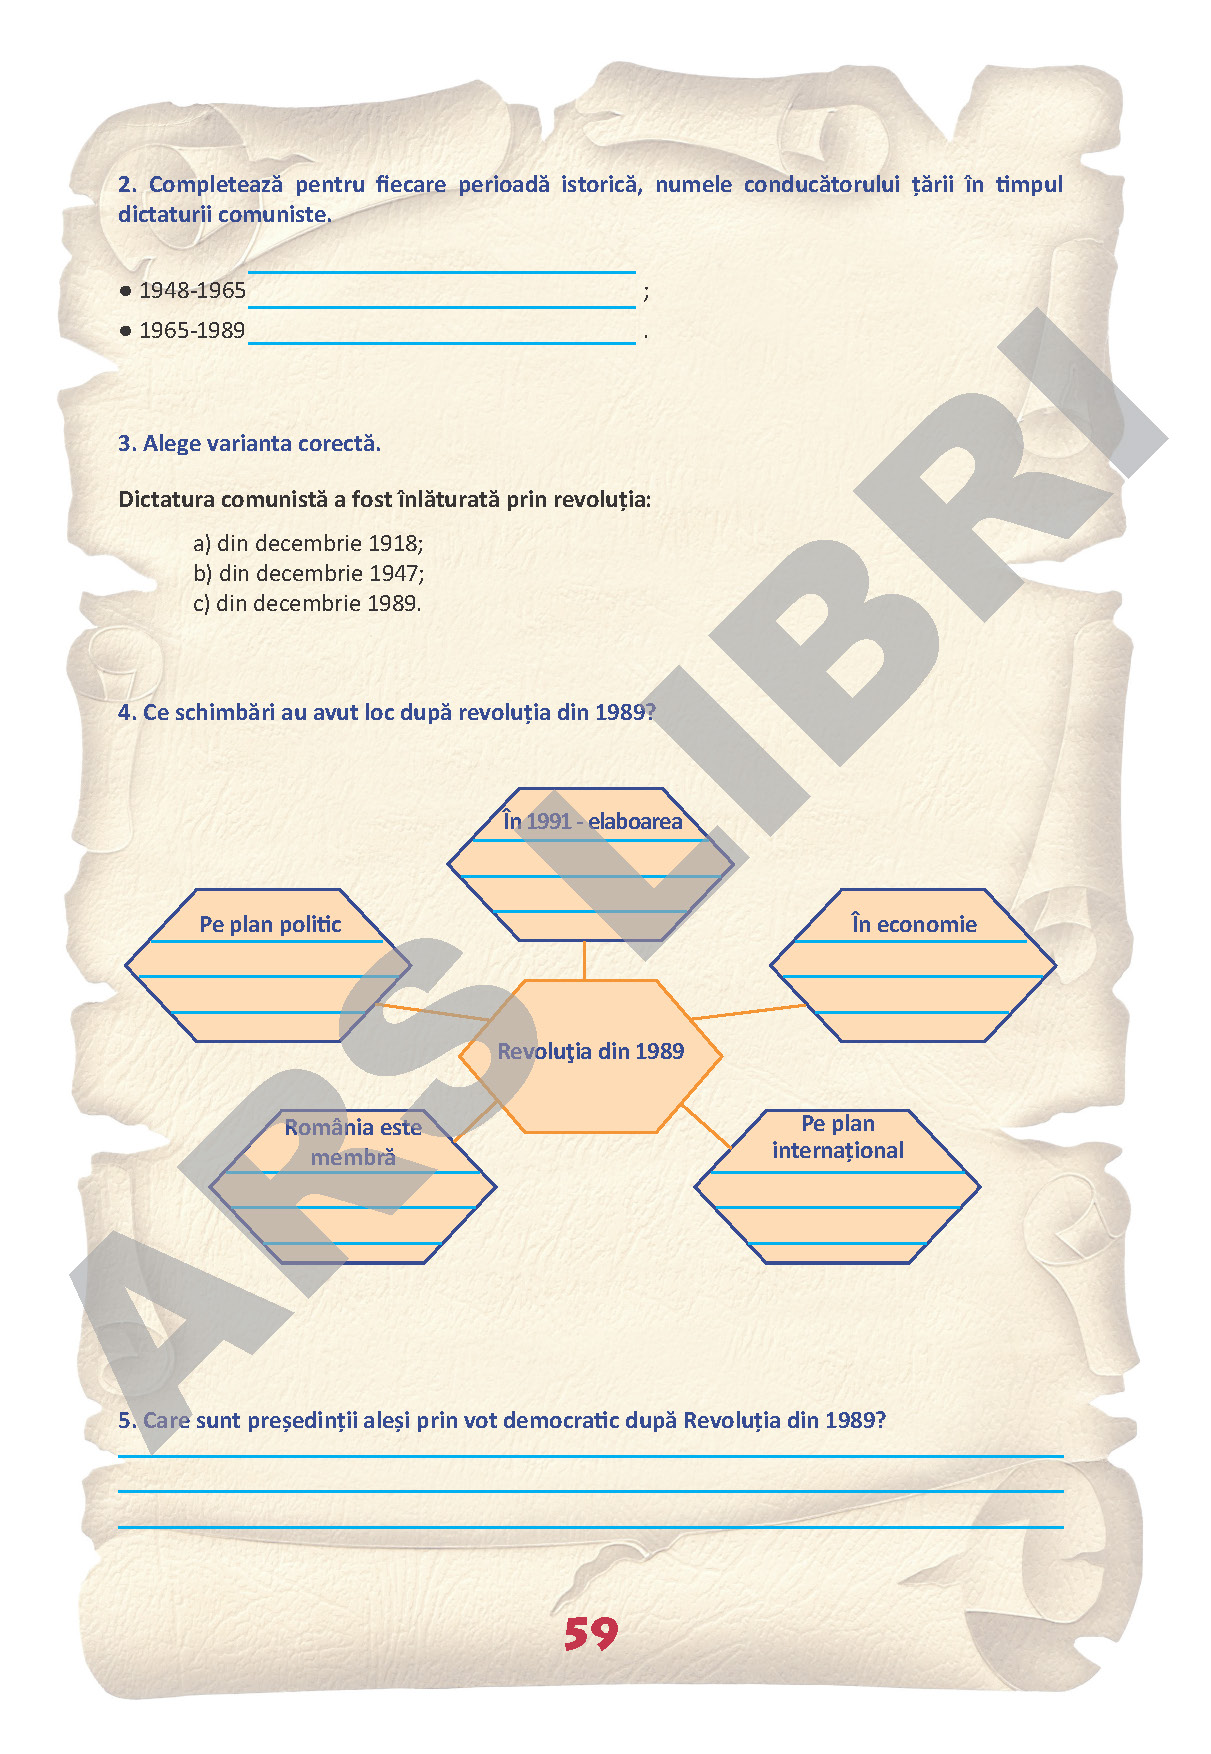 2. Completează pentru fiecare perioadă istorică, numele conducătorului țării în timpul
dictaturii comuniste.
● 1948-1965 ;
● 1965-1989 .
3. Alege varianta corectă.
Dictatura comunistă a fost înlăturată prin revoluția:
a) din decembrie 1918;
b) din decembrie 1947;
c) din decembrie 1989.
4. Ce schimbări au avut loc după revoluția din 1989?
În 1991 - elaboarea
Pe plan politic
În economie
Revoluţia din 1989
România este
membră
Pe plan
internațional
5. Care sunt președinții aleși prin vot democratic după Revoluția din 1989?
59
ARS LIBRI